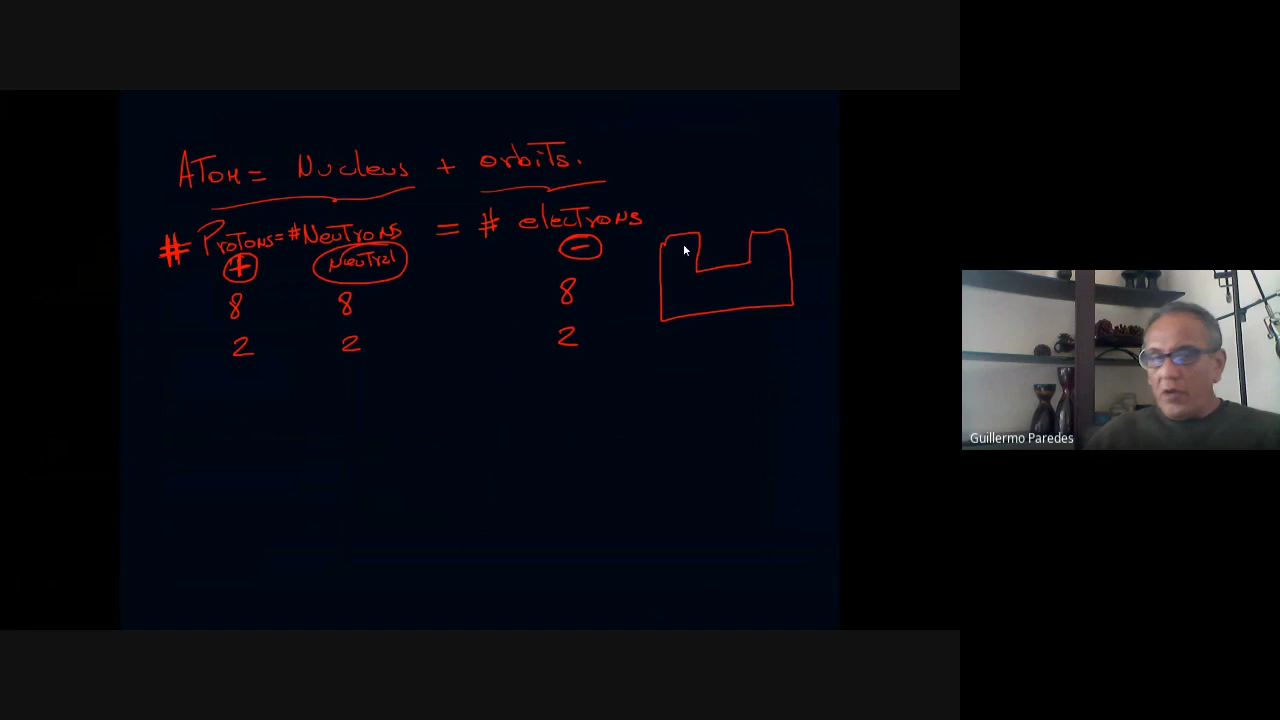 ATOM = Nucleus + orbits.
# Protons = # Neutrons = # electrons
+ Neutral -
8 8 8
2 2 2
Guillermo Paredes